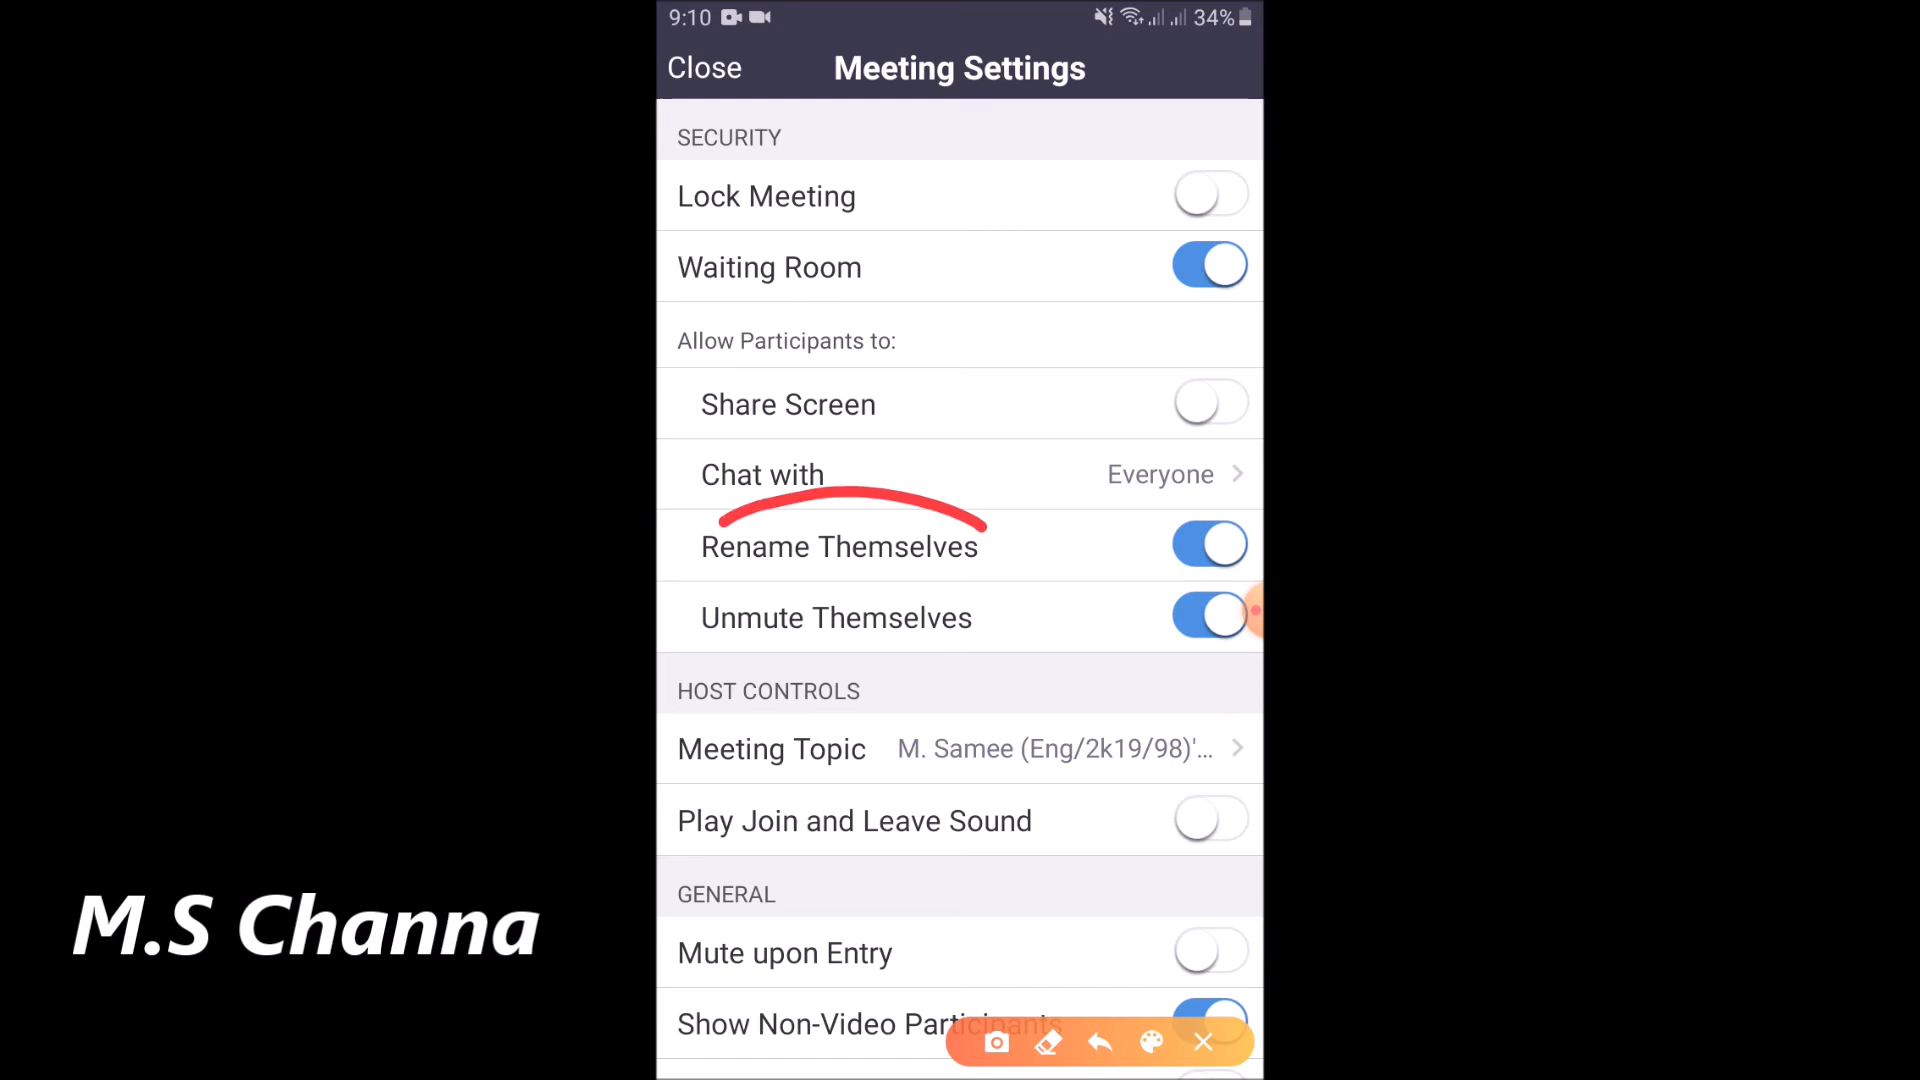 9:10 34%
Close Meeting Settings
SECURITY
Lock Meeting
Waiting Room
Allow Participants to:
Share Screen
Chat with Everyone
Rename Themselves
Unmute Themselves
HOST CONTROLS
Meeting Topic M. Samee (Eng/2k19/98)'...
Play Join and Leave Sound
GENERAL
Mute upon Entry
Show Non-Video Participants
M.S Channa